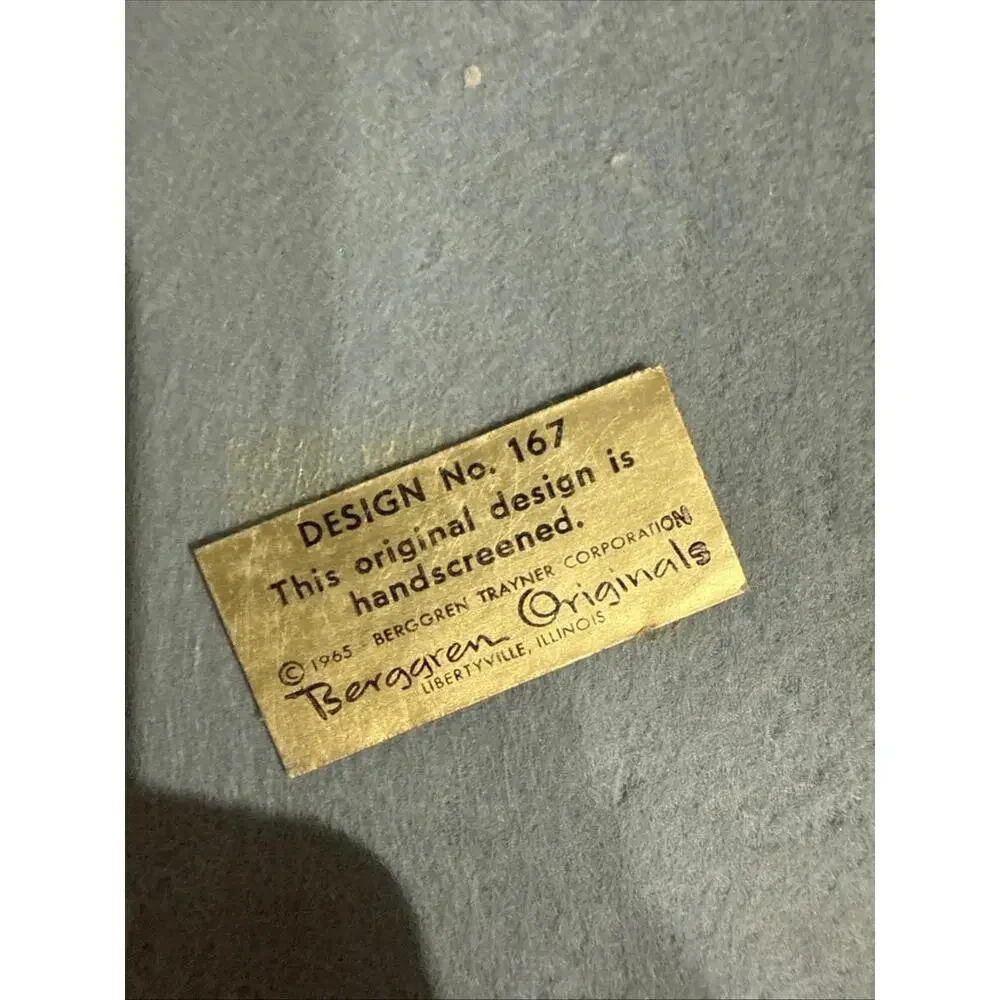 DESIGN No. 167
This original design is
handscreened.
© 1965 - BERGGREN TRAYNER CORPORATION
Berggren Originals
LIBERTYVILLE, ILLINOIS